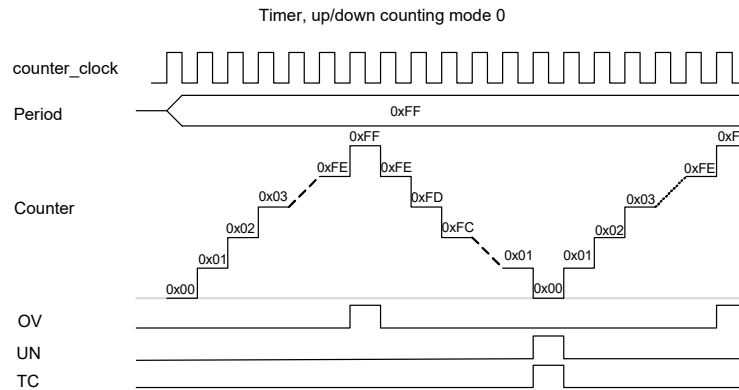 Timer, up/down counting mode 0
counter_clock
Period
0xFF
0xFF
0xF
0xFE
0xFE
0xFE
0x03
0xFD
0x03
Counter
0x02
0xFC
0x02
0x01
0x01
0x01
0x00
0x00
OV
UN
TC